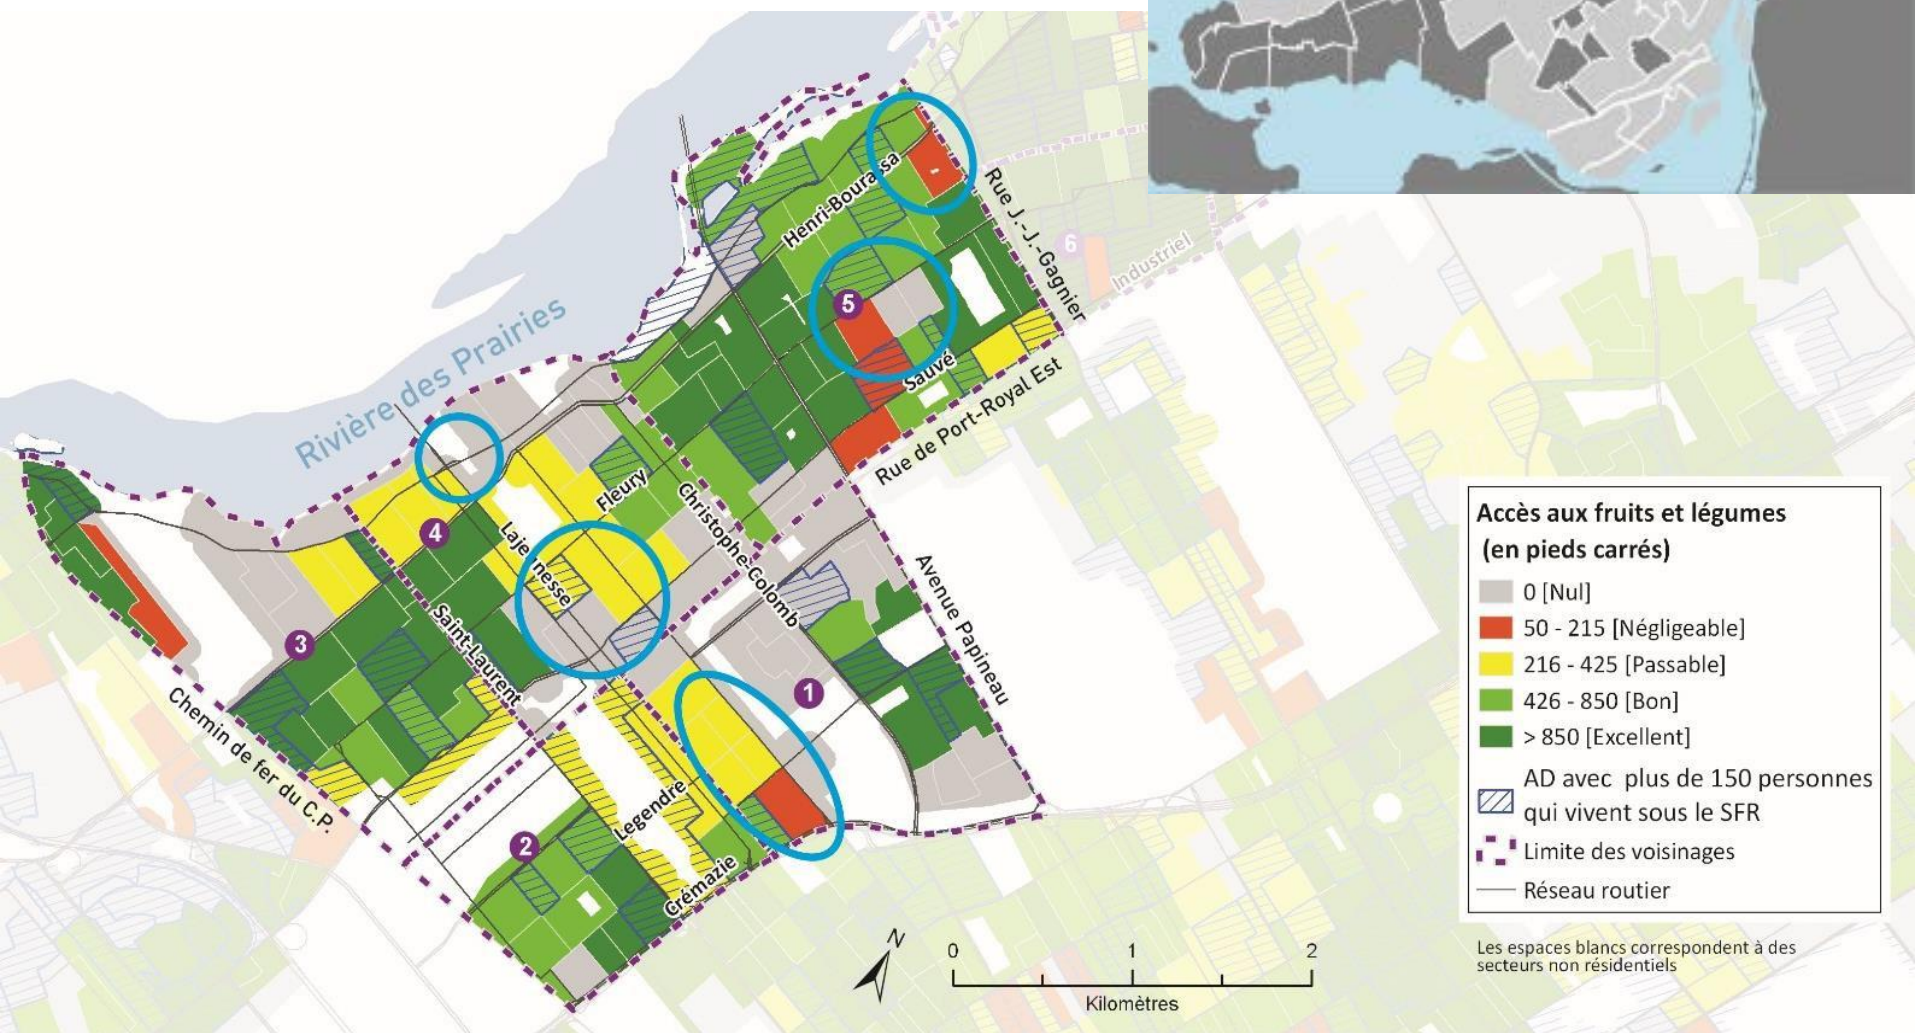 Rivière des Prairies
Henri-Bourassa
Rue J.-J.-Gagnier
6
Industriel
5
Sauvé
Rue de Port-Royal Est
Fleury
Christophe-Colomb
4
Lajeunesse
Avenue Papineau
Saint-Laurent
3
1
Chemin de fer du C.P.
2
Legendre
Crémazie
N
0 1 2
Kilomètres
Accès aux fruits et légumes
(en pieds carrés)
0 [Nul]
50 - 215 [Négligeable]
216 - 425 [Passable]
426 - 850 [Bon]
> 850 [Excellent]
AD avec plus de 150 personnes
qui vivent sous le SFR
Limite des voisinages
Réseau routier
Les espaces blancs correspondent à des
secteurs non résidentiels